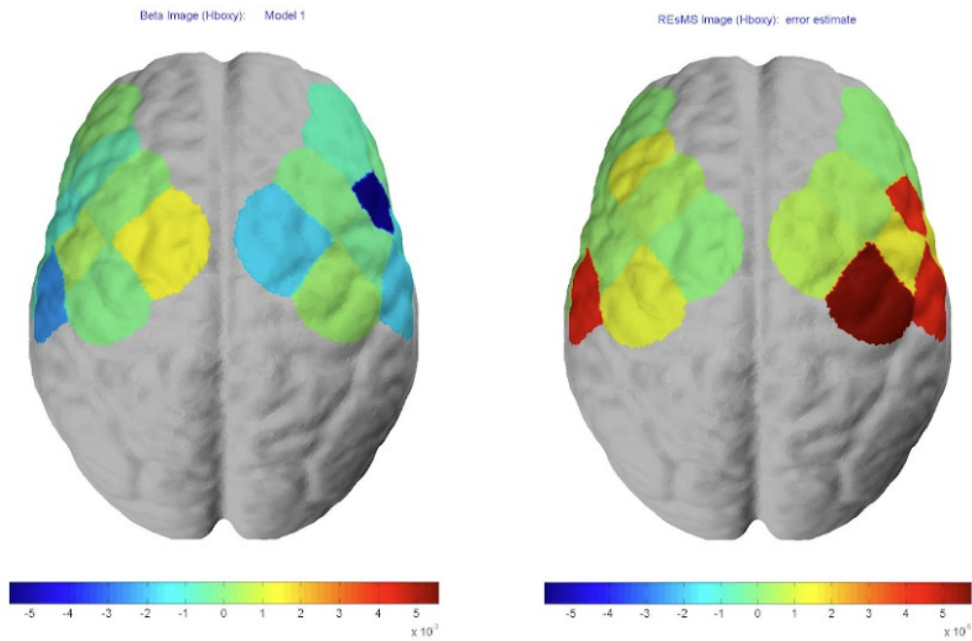 Beta Image (Hboxy): Model 1
REsMS Image (Hboxy): error estimate
-5 -4 -3 -2 -1 0 1 2 3 4 5
x 10⁻³
-5 -4 -3 -2 -1 0 1 2 3 4 5
x 10